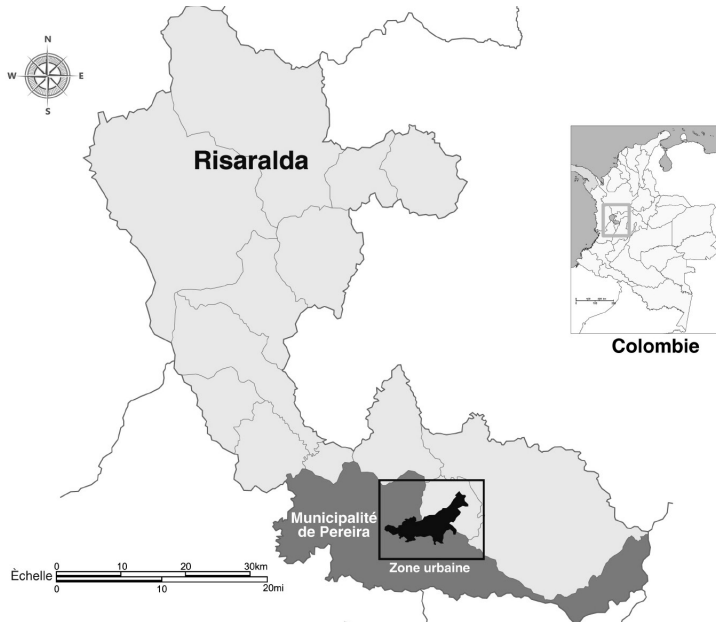 N
W E
S
Risaralda
Colombie
Municipalité
de Pereira
Zone urbaine
0 10 20 30km
Èchelle
0 10 20mi